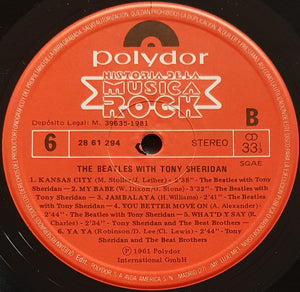 polydor
HISTORIA DE LA
MUSICA
ROCK
Depósito Legal: M. 39635-1981
B
6
28 61 294
STEREO
33⅓
SGAE
THE BEATLES WITH TONY SHERIDAN
1. KANSAS CITY (M. Stoller/J. Leiber) - 2'38" - The Beatles with Tony
Sheridan - 2. MY BABE (W. Dixon/S. Stone) - 3'32" - The Beatles with Tony
Sheridan - 3. JAMBALAYA (H. Williams) - 2'41" - The Beatles with Tony
Sheridan - 4. YOU BETTER MOVE ON (A. Alexander) -
2'44" - The Beatles with Tony Sheridan - 5. WHAT'D SAY (R.
Charles) - 2'34" - Tony Sheridan and the Beat Brothers -
6. YA YA (Robinson/D. Lee/Cl. Lewis) - 2'44" - Tony
Sheridan and The Beat Brothers
℗ 1961 Polydor
International GmbH